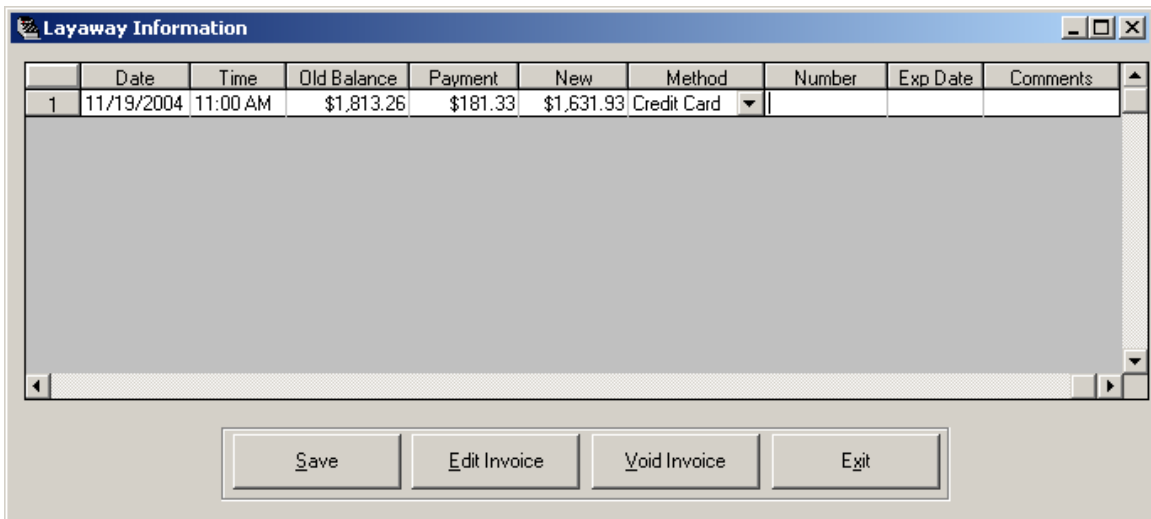 Layaway Information
Date Time Old Balance Payment New Method Number Exp Date Comments
1 11/19/2004 11:00 AM $1,813.26 $181.33 $1,631.93 Credit Card
Save Edit Invoice Void Invoice Exit